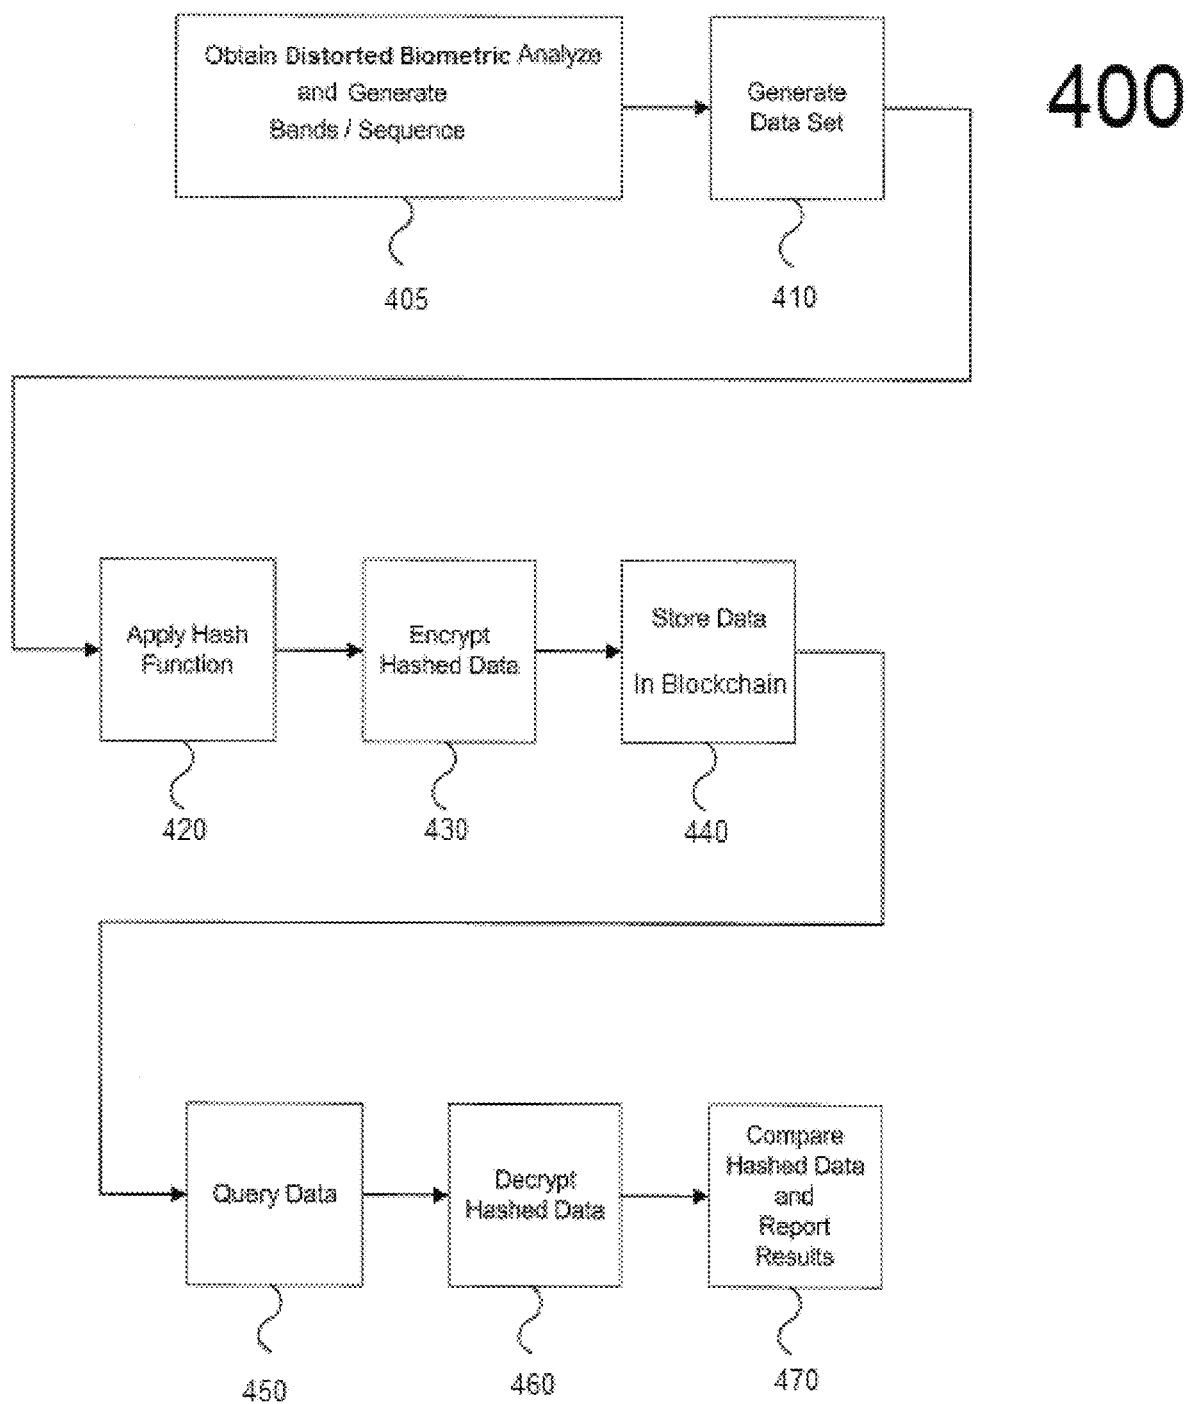 Obtain Distorted Biometric Analyze
and Generate
Bands / Sequence
Generate
Data Set
400
405
410
Apply Hash
Function
Encrypt
Hashed Data
Store Data
In Blockchain
420
430
440
Query Data
Decrypt
Hashed Data
Compare
Hashed Data
and
Report
Results
450
460
470